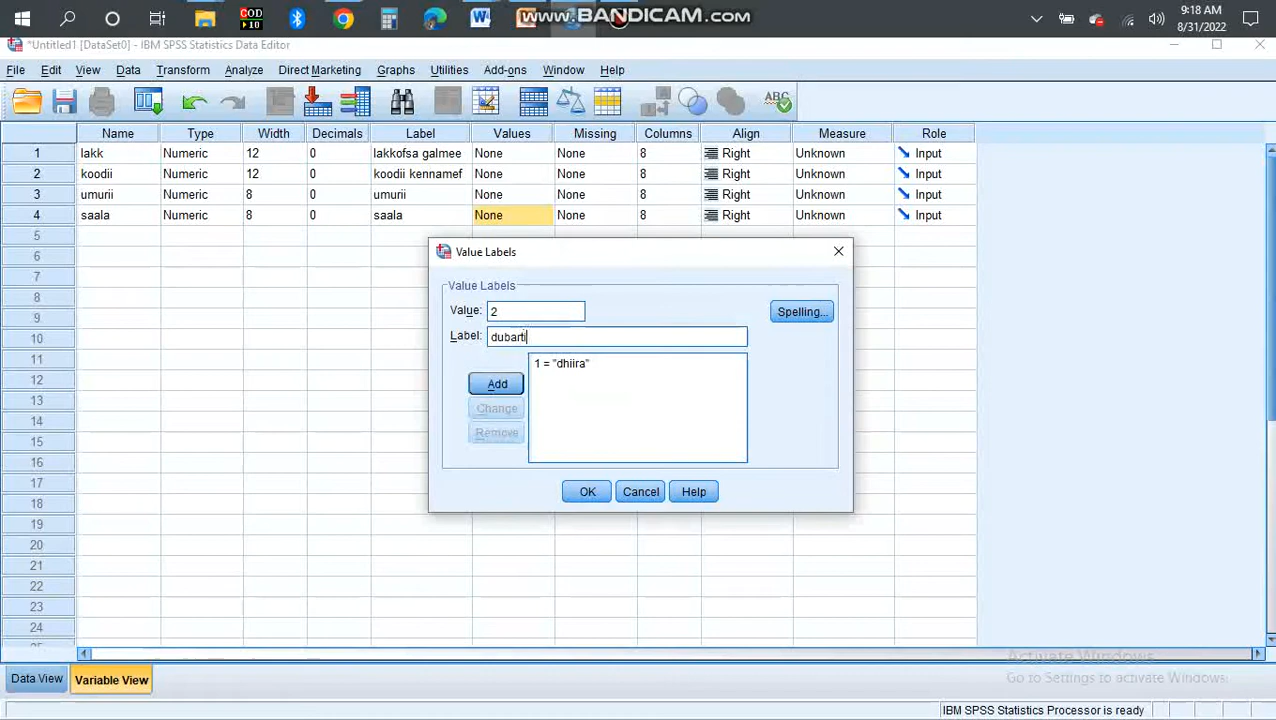 COD
+10
www.BANDICAM.com
9:18 AM
8/31/2022
*Untitled1 [DataSet0] - IBM SPSS Statistics Data Editor
File Edit View Data Transform Analyze Direct Marketing Graphs Utilities Add-ons Window Help
ABC
Name Type Width Decimals Label Values Missing Columns Align Measure Role
1 lakk Numeric 12 0 lakkofsa galmee None None 8 Right Unknown Input
2 koodii Numeric 12 0 koodii kennamef None None 8 Right Unknown Input
3 umurii Numeric 8 0 umurii None None 8 Right Unknown Input
4 saala Numeric 8 0 saala None None 8 Right Unknown Input
5
6
7
8
9
10
11
12
13
14
15
16
17
18
19
20
21
22
23
24
Value Labels
Value Labels
Value: 2
Spelling...
Label: dubarti
1 = "dhiira"
Add
Change
Remove
OK Cancel Help
Activate Windows
Go to Settings to activate Windows.
Data View Variable View
IBM SPSS Statistics Processor is ready